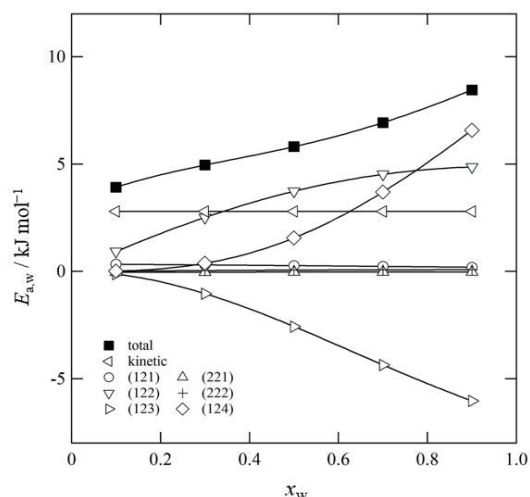 10
5
0
-5
E_{a,w} / kJ mol^{-1}
total
kinetic
(121) (221)
(122) (222)
(123) (124)
0 0.2 0.4 0.6 0.8 1.0
x_w